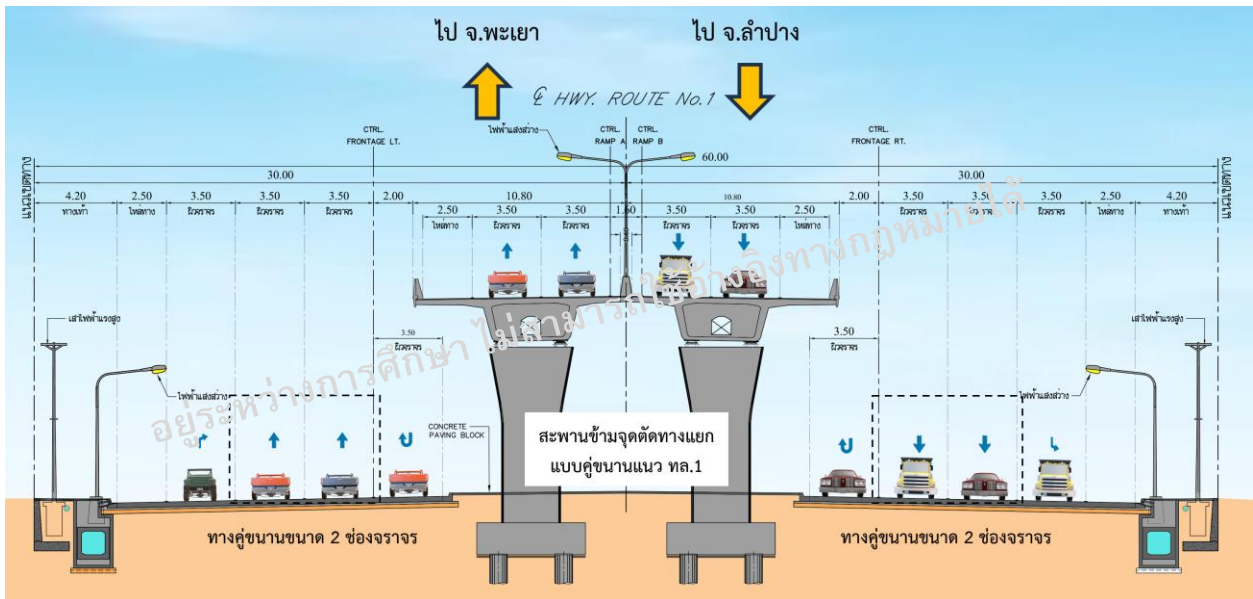 ไป จ.พะเยา
ไป จ.ลำปาง
℄ HWY. ROUTE No.1
CTRL.
FRONTAGE LT.
ไฟฟ้าแสงสว่าง
CTRL.
RAMP A
CTRL.
RAMP B
CTRL.
FRONTAGE RT.
60.00
30.00
30.00
แนวเขตทาง
4.20
ทางเท้า
2.50
ไหล่ทาง
3.50
ผิวจราจร
3.50
ผิวจราจร
3.50
ผิวจราจร
2.00
10.80
2.50
ไหล่ทาง
3.50
ผิวจราจร
3.50
ผิวจราจร
1.60
10.80
3.50
ผิวจราจร
3.50
ผิวจราจร
2.50
ไหล่ทาง
2.00
3.50
ผิวจราจร
3.50
3.50
ผิวจราจร
2.50
ไหล่ทาง
4.20
ทางเท้า
แนวเขตทาง
อยู่ระหว่างการศึกษา ไม่สามารถใช้อ้างอิงทางกฎหมายได้
เสาไฟฟ้าแรงสูง
ไฟฟ้าแสงสว่าง
3.50
ผิวจราจร
CONCRETE
PAVING BLOCK
สะพานข้ามจุดตัดทางแยก
แบบคู่ขนานแนว ทล.1
3.50
ผิวจราจร
ไฟฟ้าแสงสว่าง
เสาไฟฟ้าแรงสูง
ทางคู่ขนานขนาด 2 ช่องจราจร
ทางคู่ขนานขนาด 2 ช่องจราจร